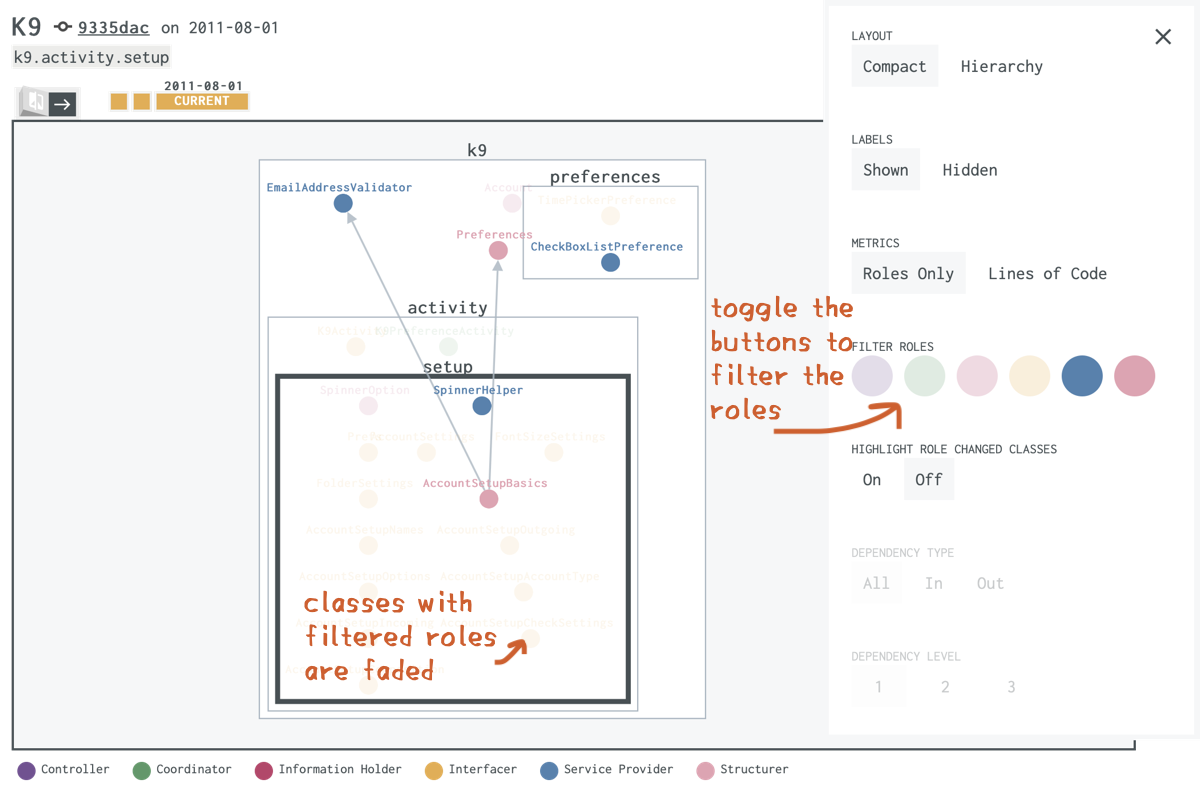 K9 9335dac on 2011-08-01
k9.activity.setup
2011-08-01
CURRENT
k9
EmailAddressValidator
Account
preferences
TimePickerPreference
Preferences
CheckBoxListPreference
activity
K9Activity
K9PreferenceActivity
setup
SpinnerOption
SpinnerHelper
AccountSettings
FontSizeSettings
FolderSettings
AccountSetupBasics
AccountSetupNames
AccountSetupOutgoing
AccountSetupOptions
AccountSetupAccountType
AccountSetupCheckSettings
classes with
filtered roles
are faded
LAYOUT
Compact Hierarchy
LABELS
Shown Hidden
METRICS
Roles Only Lines of Code
toggle the
buttons to
filter the
roles
FILTER ROLES
HIGHLIGHT ROLE CHANGED CLASSES
On Off
DEPENDENCY TYPE
All In Out
DEPENDENCY LEVEL
1 2 3
Controller Coordinator Information Holder Interfacer Service Provider Structurer